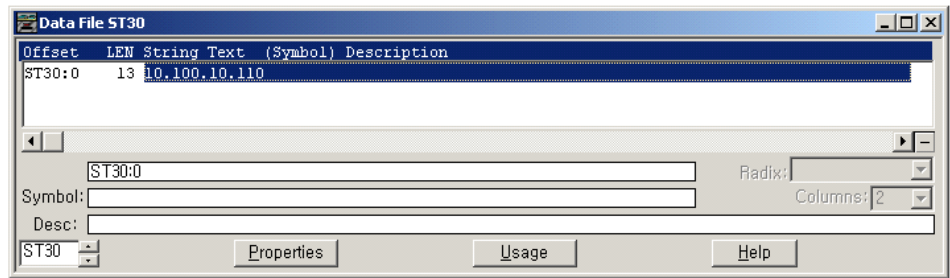 Data File ST30
Offset LEN String Text (Symbol) Description
ST30:0 13 10.100.10.110
ST30:0 Radix:
Symbol: Columns: 2
Desc:
ST30 Properties Usage Help